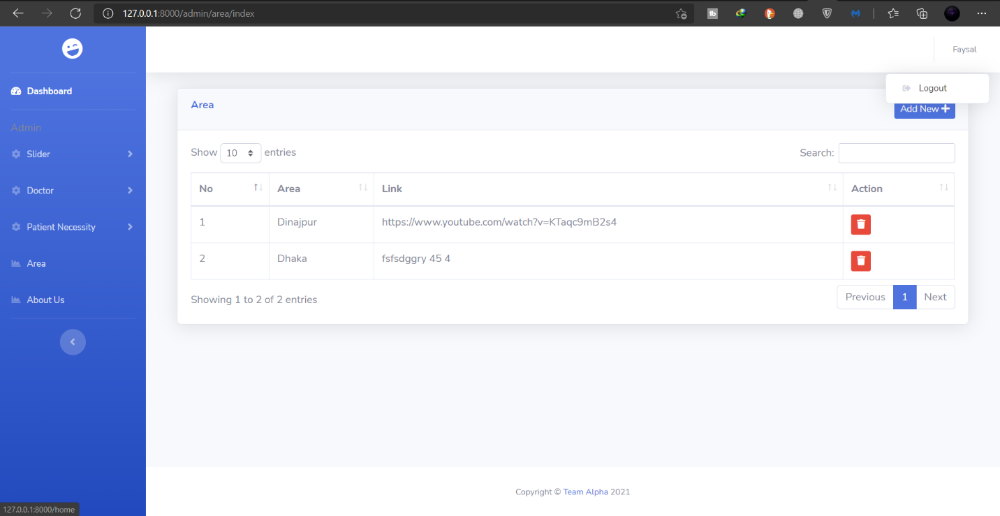 127.0.0.1:8000/admin/area/index
Faysal
Logout
Dashboard
Admin
Slider
Doctor
Patient Necessity
Area
About Us
Area
Add New
Show 10 entries
Search:
No Area Link Action
1 Dinajpur https://www.youtube.com/watch?v=KTaqc9mB2s4
2 Dhaka fsfsdggry 45 4
Showing 1 to 2 of 2 entries
Previous 1 Next
Copyright © Team Alpha 2021
127.0.0.1:8000/home